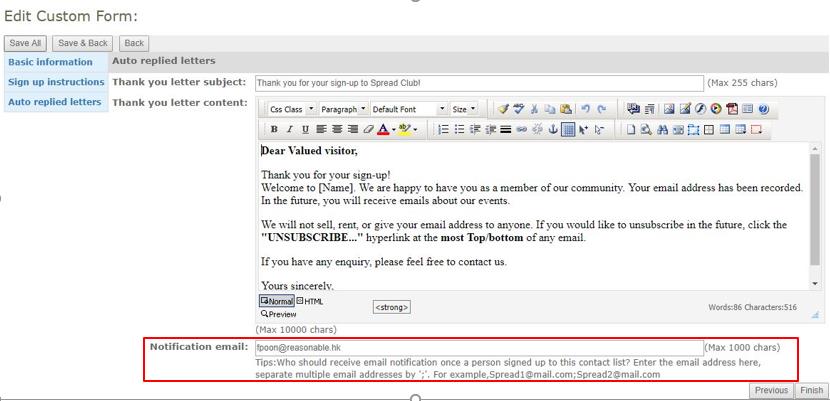 Edit Custom Form:
Save All Save & Back Back
Basic information Auto replied letters
Sign up instructions Thank you letter subject: Thank you for your sign-up to Spread Club! (Max 255 chars)
Auto replied letters Thank you letter content:
Css Class Paragraph Default Font Size
B I U
Dear Valued visitor,
Thank you for your sign-up!
Welcome to [Name]. We are happy to have you as a member of our community. Your email address has been recorded.
In the future, you will receive emails about our events.
We will not sell, rent, or give your email address to anyone. If you would like to unsubscribe in the future, click the
"UNSUBSCRIBE..." hyperlink at the most Top/bottom of any email.
If you have any enquiry, please feel free to contact us.
Yours sincerely,
Normal HTML <strong> Words:86 Characters:516
Preview
(Max 10000 chars)
Notification email: fpoon@reasonable.hk (Max 1000 chars)
Tips:Who should receive email notification once a person signed up to this contact list? Enter the email address here,
separate multiple email addresses by ';'. For example,Spread1@mail.com;Spread2@mail.com
Previous Finish